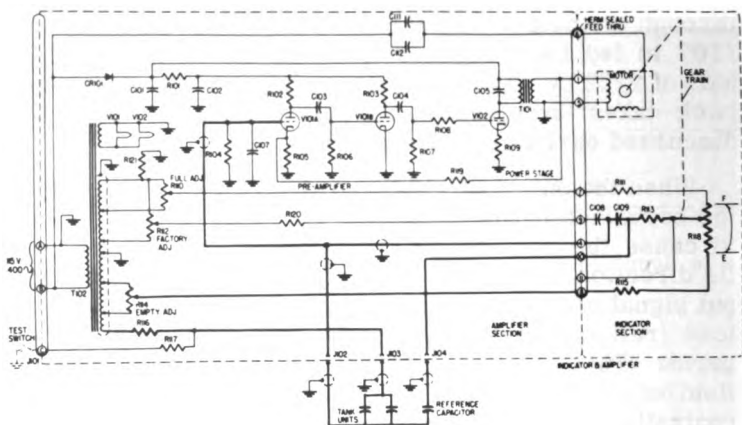 C111
C112
HERM SEALED
FEED THRU
MOTOR
GEAR
TRAIN
CR101
C101
R101
C102
R102
C103
R103
C104
C105
T101
V101
V102
V101A
V101B
V102
R108
R104
C107
R105
R106
R107
R109
R121
FULL ADJ
R110
PRE-AMPLIFIER
R119
POWER STAGE
R111
R112
FACTORY
ADJ
R120
C108
C109
R113
F
R118
E
115V
400~
T102
R114
EMPTY ADJ
R115
R116
R117
TEST
SWITCH
J101
AMPLIFIER
SECTION
INDICATOR
SECTION
INDICATOR & AMPLIFIER
J102
J103
J104
TANK
UNITS
REFERENCE
CAPACITOR